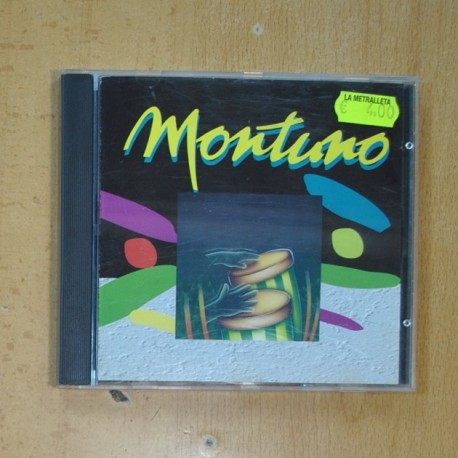 LA METRALLETA
€ 4,00
Montuno